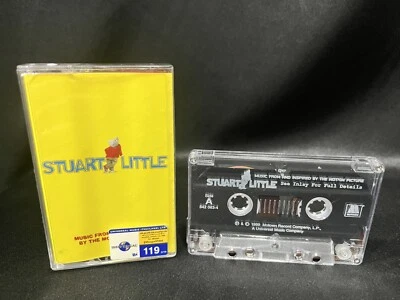 STUART LITTLE
MUSIC FROM
BY THE MO
119
MUSIC FROM AND INSPIRED BY THE MOTION PICTURE
STUART LITTLE
See Inlay For Full Details
SIDE
A
1999 Motown Record Company, L.P.,
A Universal Music Company